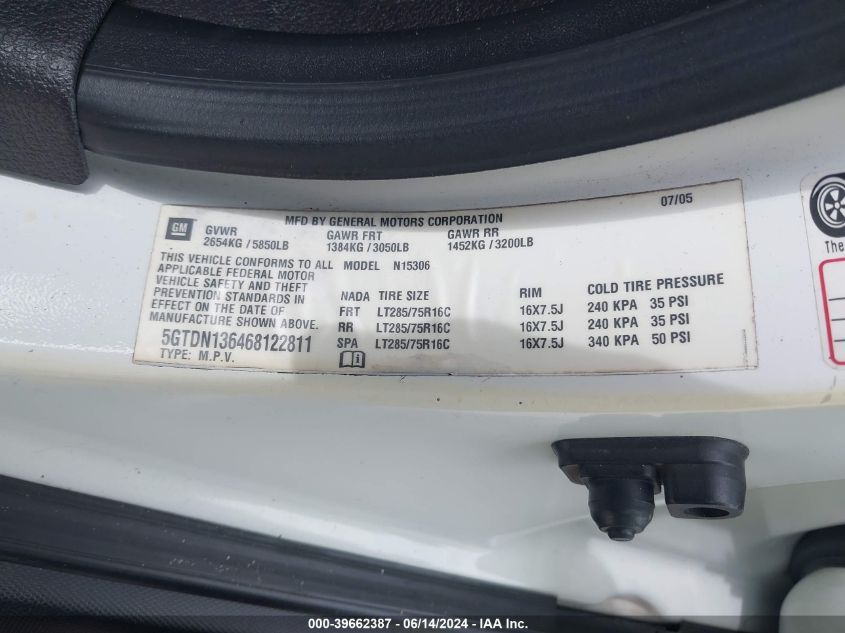 07/05
MFD BY GENERAL MOTORS CORPORATION
GM GVWR GAWR FRT GAWR RR
2654KG / 5850LB 1384KG / 3050LB 1452KG / 3200LB
THIS VEHICLE CONFORMS TO ALL MODEL N15306
APPLICABLE FEDERAL MOTOR
VEHICLE SAFETY AND THEFT
PREVENTION STANDARDS IN
EFFECT ON THE DATE OF
MANUFACTURE SHOWN ABOVE.
5GTDN136468122811
TYPE: M.P.V.
NADA TIRE SIZE RIM COLD TIRE PRESSURE
FRT LT285/75R16C 16X7.5J 240 KPA 35 PSI
RR LT285/75R16C 16X7.5J 240 KPA 35 PSI
SPA LT285/75R16C 16X7.5J 340 KPA 50 PSI
The
000-39662387 - 06/14/2024 - IAA Inc.